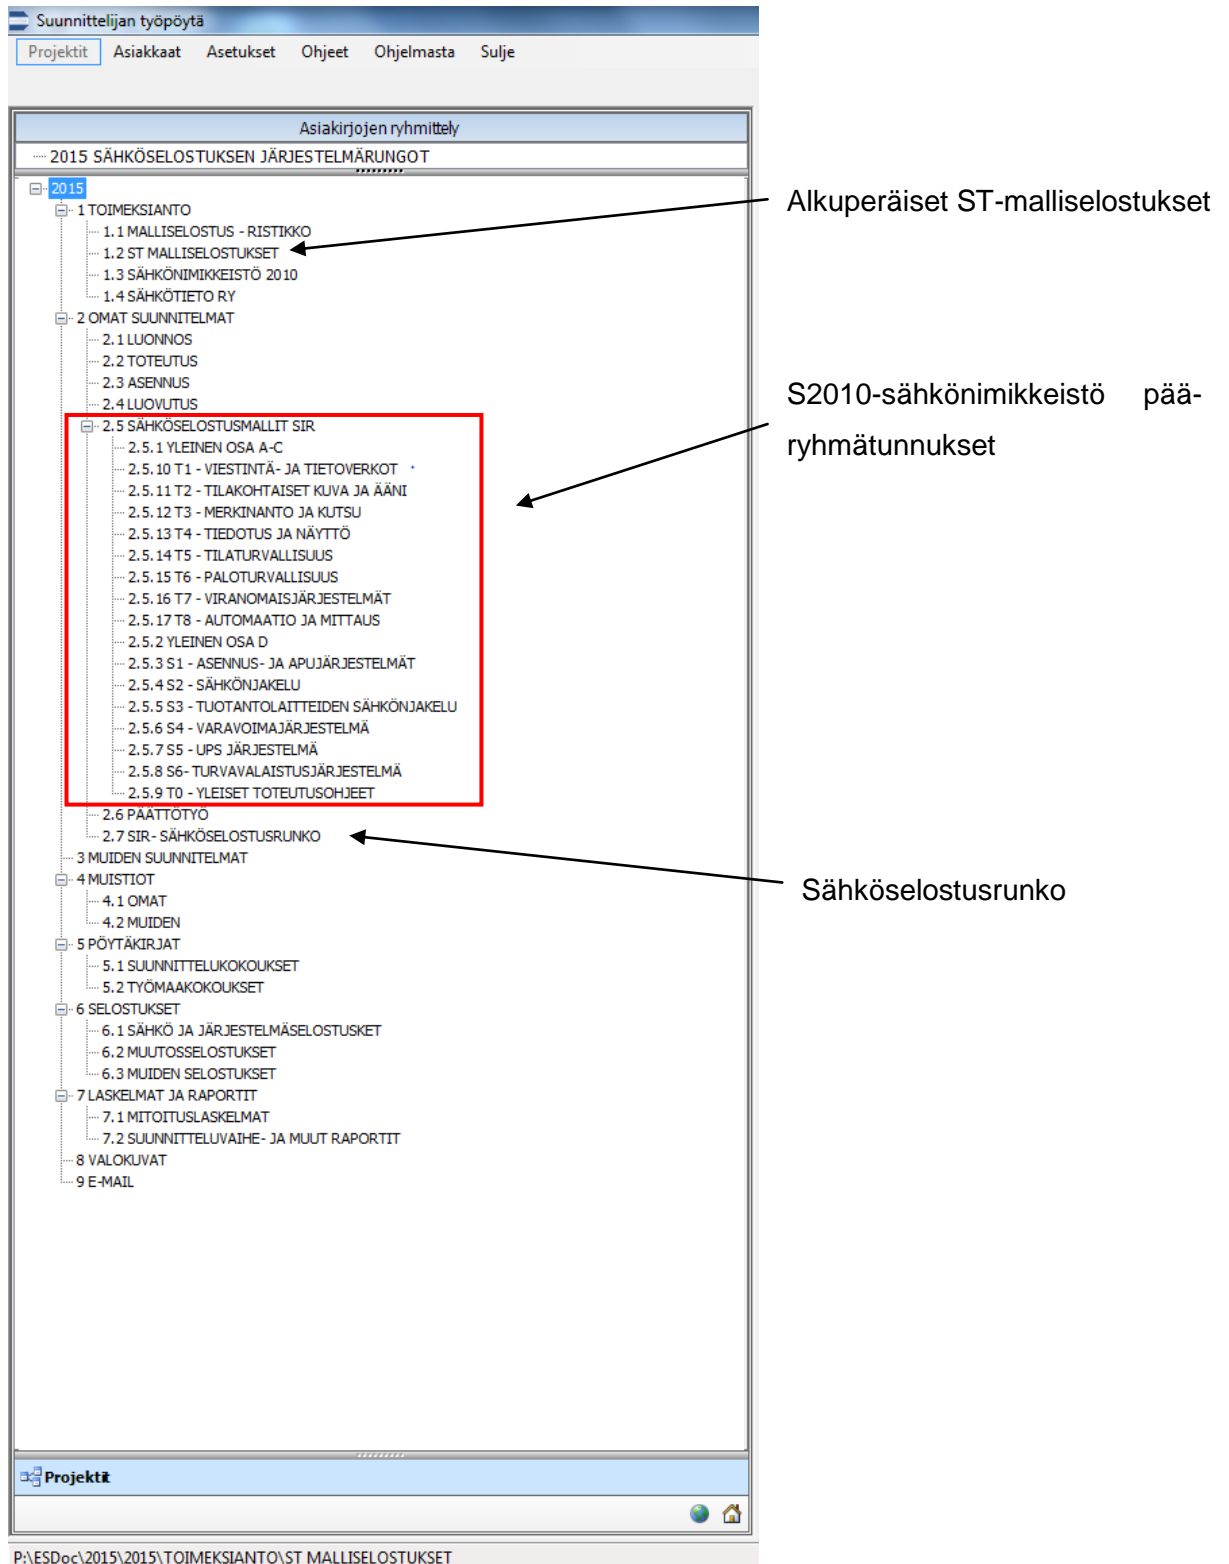 Suunnittelijan työpöytä
Projektit Asiakkaat Asetukset Ohjeet Ohjelmasta Sulje
Asiakirjojen ryhmittely
2015 SÄHKÖSELOSTUKSEN JÄRJESTELMÄRUNGOT
2015
1 TOIMEKSIANTO
1.1 MALLISELOSTUS - RISTIKKO
1.2 ST MALLISELOSTUKSET
1.3 SÄHKÖNIMIKKEISTÖ 2010
1.4 SÄHKÖTIETO RY
2 OMAT SUUNNITELMAT
2.1 LUONNOS
2.2 TOTEUTUS
2.3 ASENNUS
2.4 LUOVUTUS
2.5 SÄHKÖSELOSTUSMALLIT SIR
2.5.1 YLEINEN OSA A-C
2.5.10 T1 - VIESTINTÄ- JA TIETOVERKOT
2.5.11 T2 - TILAKOHTAISET KUVA JA ÄÄNI
2.5.12 T3 - MERKINANTO JA KUTSU
2.5.13 T4 - TIEDOTUS JA NÄYTTÖ
2.5.14 T5 - TILATURVALLISUUS
2.5.15 T6 - PALOTURVALLISUUS
2.5.16 T7 - VIRANOMAISJÄRJESTELMÄT
2.5.17 T8 - AUTOMAATIO JA MITTAUS
2.5.2 YLEINEN OSA D
2.5.3 S1 - ASENNUS- JA APUJÄRJESTELMÄT
2.5.4 S2 - SÄHKÖNJAKELU
2.5.5 S3 - TUOTANTOLAITTEIDEN SÄHKÖNJAKELU
2.5.6 S4 - VARAVOIMAJÄRJESTELMÄ
2.5.7 S5 - UPS JÄRJESTELMÄ
2.5.8 S6- TURVAVALAISTUSJÄRJESTELMÄ
2.5.9 T0 - YLEISET TOTEUTUSOHJEET
2.6 PÄÄTTÖTYÖ
2.7 SIR- SÄHKÖSELOSTUSRUNKO
3 MUIDEN SUUNNITELMAT
4 MUISTIOT
4.1 OMAT
4.2 MUIDEN
5 PÖYTÄKIRJAT
5.1 SUUNNITTELUKOKOUKSET
5.2 TYÖMAAKOKOUKSET
6 SELOSTUKSET
6.1 SÄHKÖ JA JÄRJESTELMÄSELOSTUSKET
6.2 MUUTOSSELOSTUKSET
6.3 MUIDEN SELOSTUKSET
7 LASKELMAT JA RAPORTIT
7.1 MITOITUSLASKELMAT
7.2 SUUNNITTELUVAIHE- JA MUUT RAPORTIT
8 VALOKUVAT
9 E-MAIL
Projektit
P:\ESDoc\2015\2015\TOIMEKSIANTO\ST MALLISELOSTUKSET
Alkuperäiset ST-malliselostukset
S2010-sähkönimikkeistö pää-
ryhmätunnukset
Sähköselostusrunko